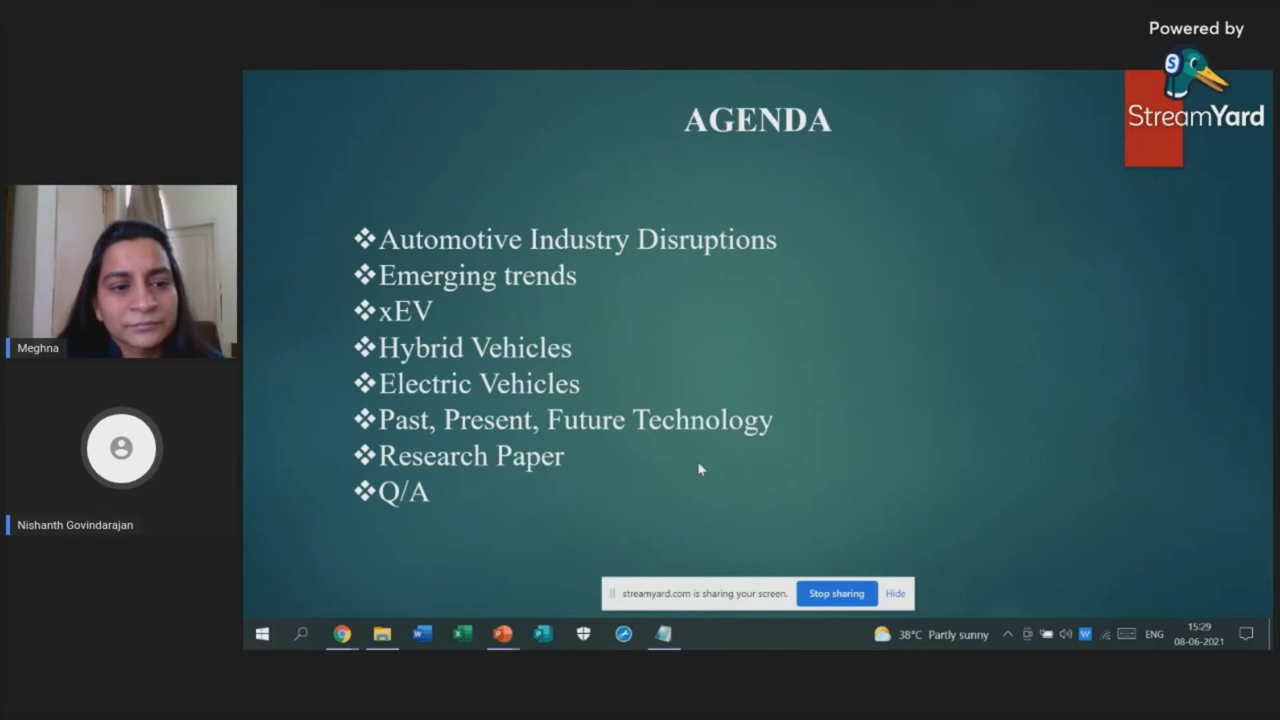 Powered by
StreamYard
AGENDA
❖Automotive Industry Disruptions
❖Emerging trends
❖xEV
❖Hybrid Vehicles
❖Electric Vehicles
❖Past, Present, Future Technology
❖Research Paper
❖Q/A
Meghna
Nishanth Govindarajan
streamyard.com is sharing your screen.
Stop sharing
Hide
38°C Partly sunny
ENG
15:29
08-06-2021